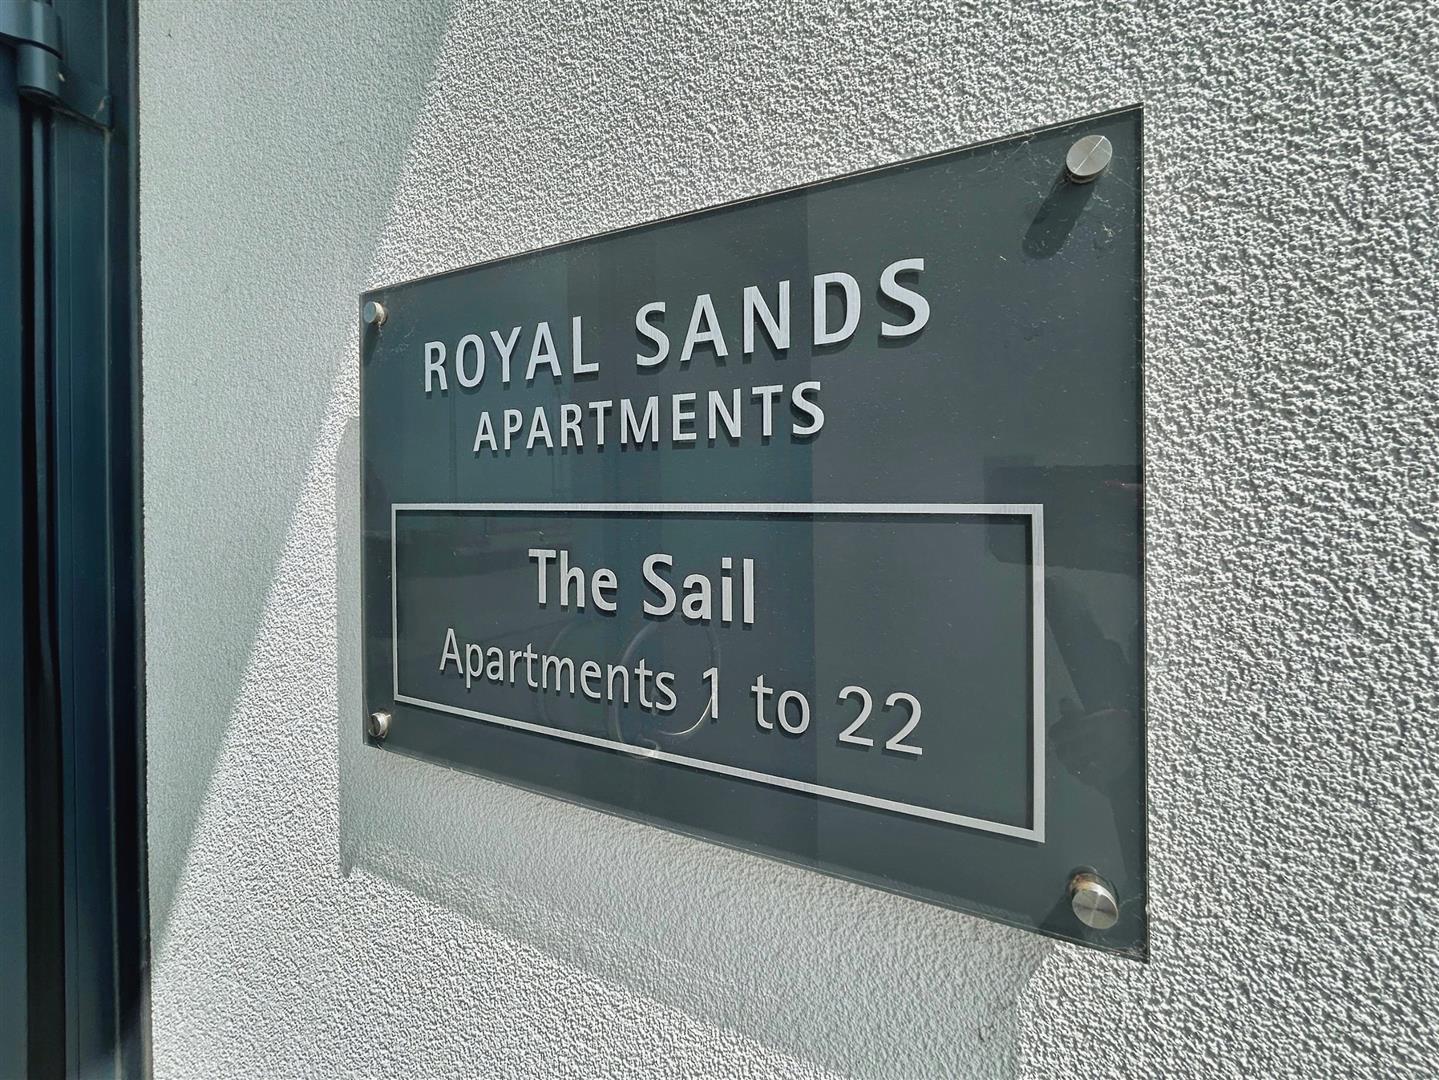 ROYAL SANDS
APARTMENTS
The Sail
Apartments 1 to 22